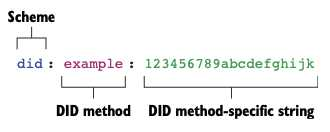 Scheme
did : example : 123456789abcdefghijk
DID method DID method-specific string